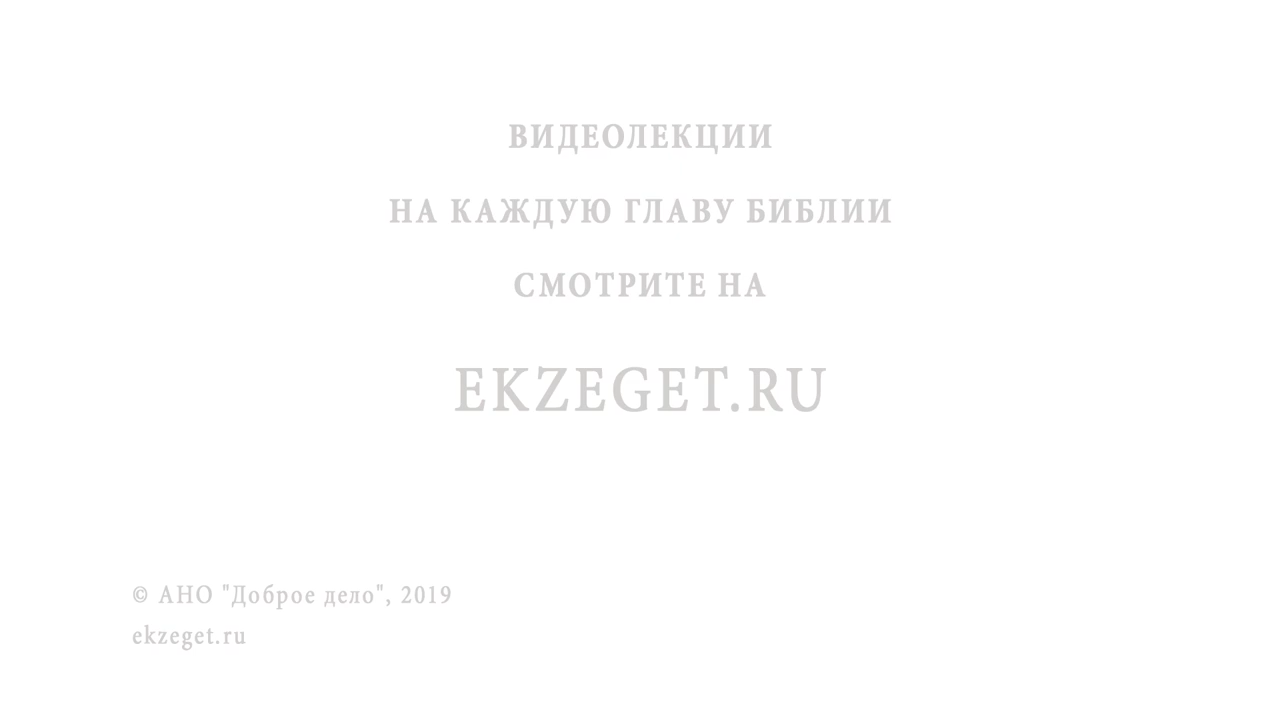 ВИДЕОЛЕКЦИИ
НА КАЖДУЮ ГЛАВУ БИБЛИИ
СМОТРИТЕ НА
EKZEGET.RU
© АНО "Доброе дело", 2019
ekzeget.ru